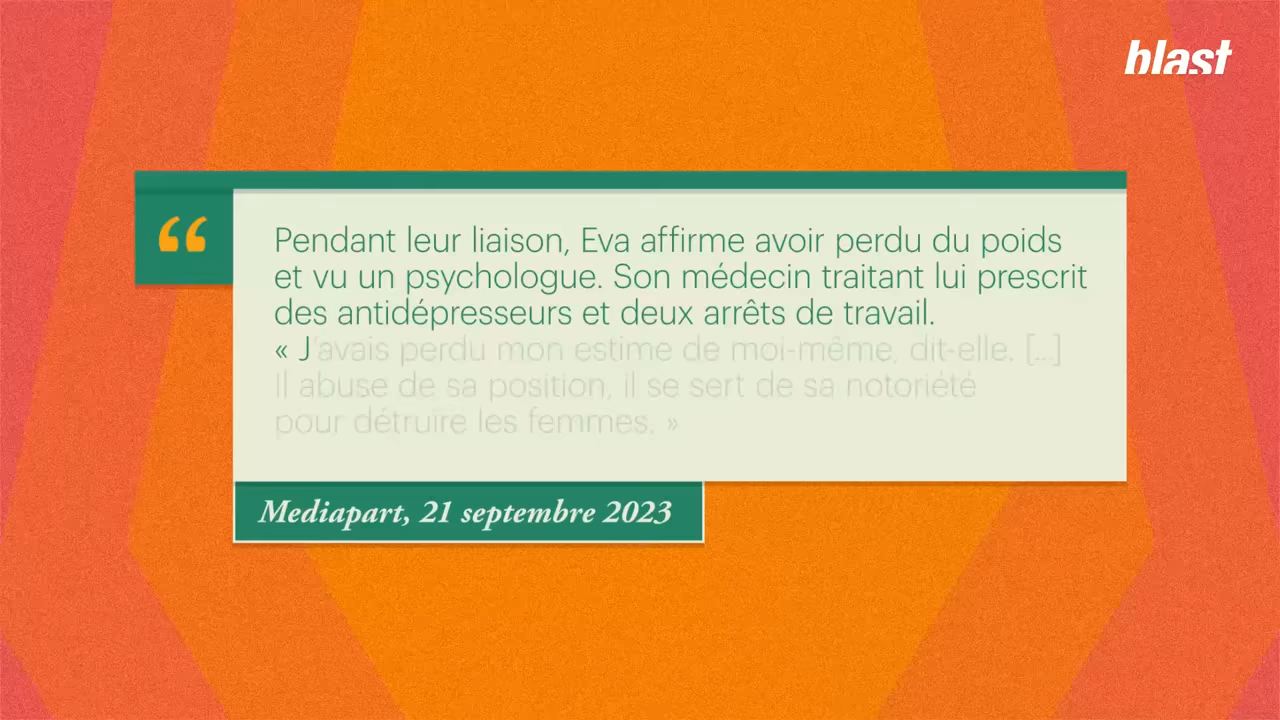 blast
“
Pendant leur liaison, Eva affirme avoir perdu du poids
et vu un psychologue. Son médecin traitant lui prescrit
des antidépresseurs et deux arrêts de travail.
« J'avais perdu mon estime de moi-même, dit-elle. [...]
Il abuse de sa position, il se sert de sa notoriété
pour détruire les femmes. »
Mediapart, 21 septembre 2023